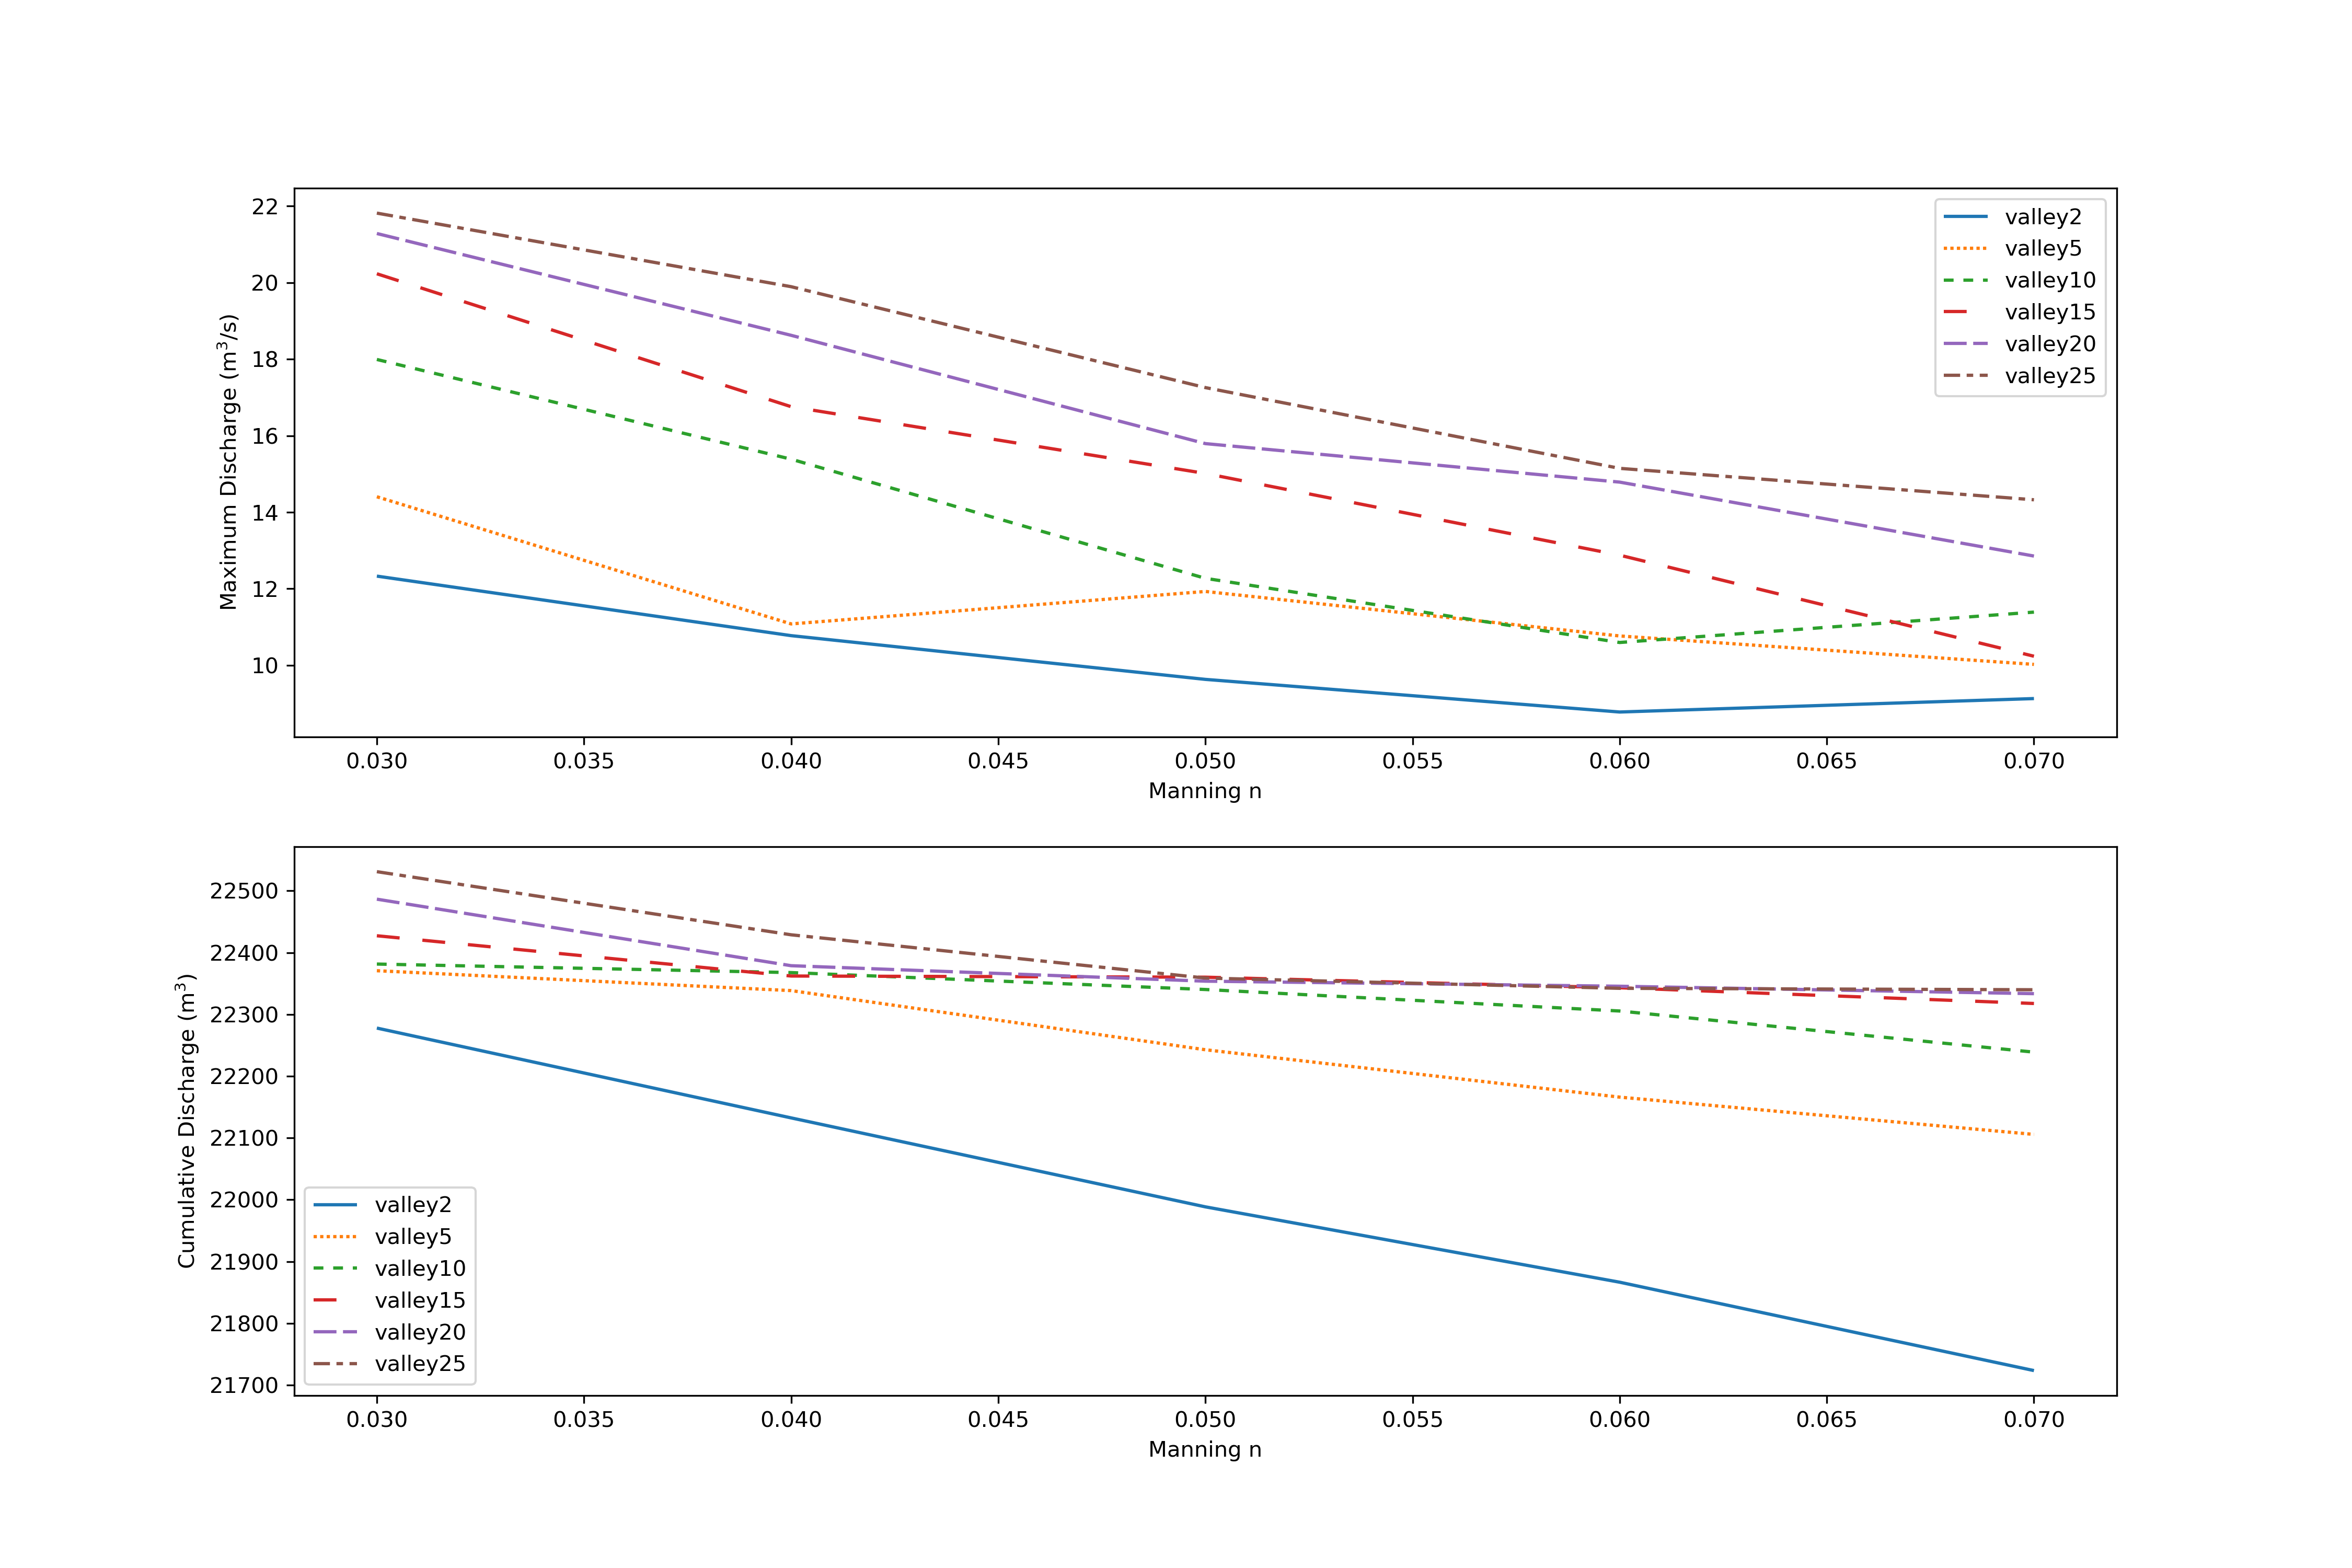 Maximum Discharge (m³/s)
22
20
18
16
14
12
10
valley2
valley5
valley10
valley15
valley20
valley25
0.030 0.035 0.040 0.045 0.050 0.055 0.060 0.065 0.070
Manning n
Cumulative Discharge (m³)
22500
22400
22300
22200
22100
22000
21900
21800
21700
valley2
valley5
valley10
valley15
valley20
valley25
0.030 0.035 0.040 0.045 0.050 0.055 0.060 0.065 0.070
Manning n